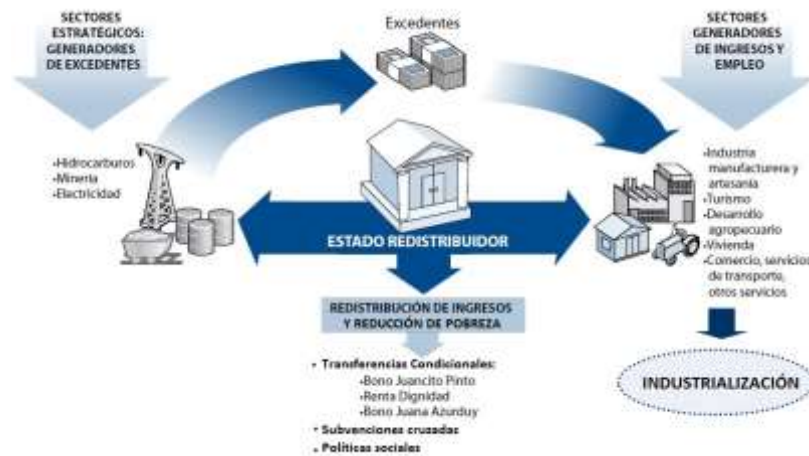 SECTORES
ESTRATÉGICOS:
GENERADORES
DE EXCEDENTES
Excedentes
SECTORES
GENERADORES
DE INGRESOS Y
EMPLEO
•Hidrocarburos
•Minería
•Electricidad
•Industria
manufacturera y
artesanía
•Turismo
•Desarrollo
agropecuario
•Vivienda
•Comercio, servicios
de transporte,
otros servicios
ESTADO REDISTRIBUIDOR
REDISTRIBUCIÓN DE INGRESOS
Y REDUCCIÓN DE POBREZA
• Transferencias Condicionales:
•Bono Juancito Pinto
•Renta Dignidad
•Bono Juana Azurduy
• Subvenciones cruzadas
• Políticas sociales
INDUSTRIALIZACIÓN